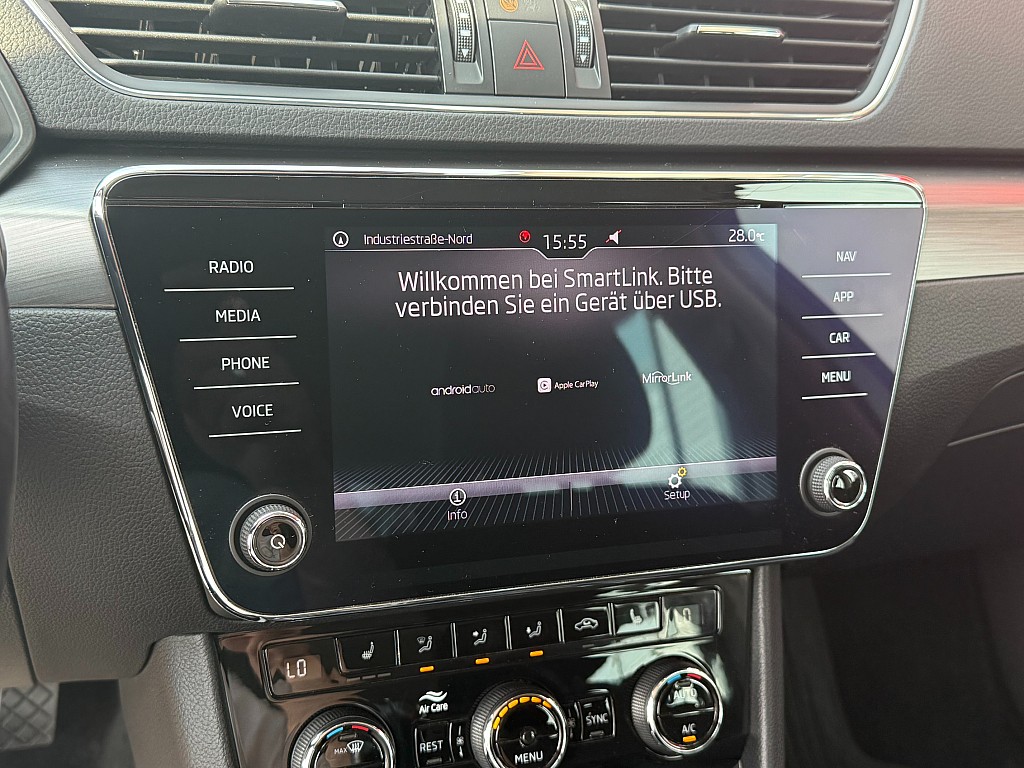 Industriestraße-Nord
15:55
28.0°C
RADIO
MEDIA
PHONE
VOICE
Willkommen bei SmartLink. Bitte
verbinden Sie ein Gerät über USB.
androidauto
Apple CarPlay
MirrorLink
Info
Setup
NAV
APP
CAR
MENU
LO
LO
Air Care
MAX
REST
MENU
SYNC
AUTO
A/C